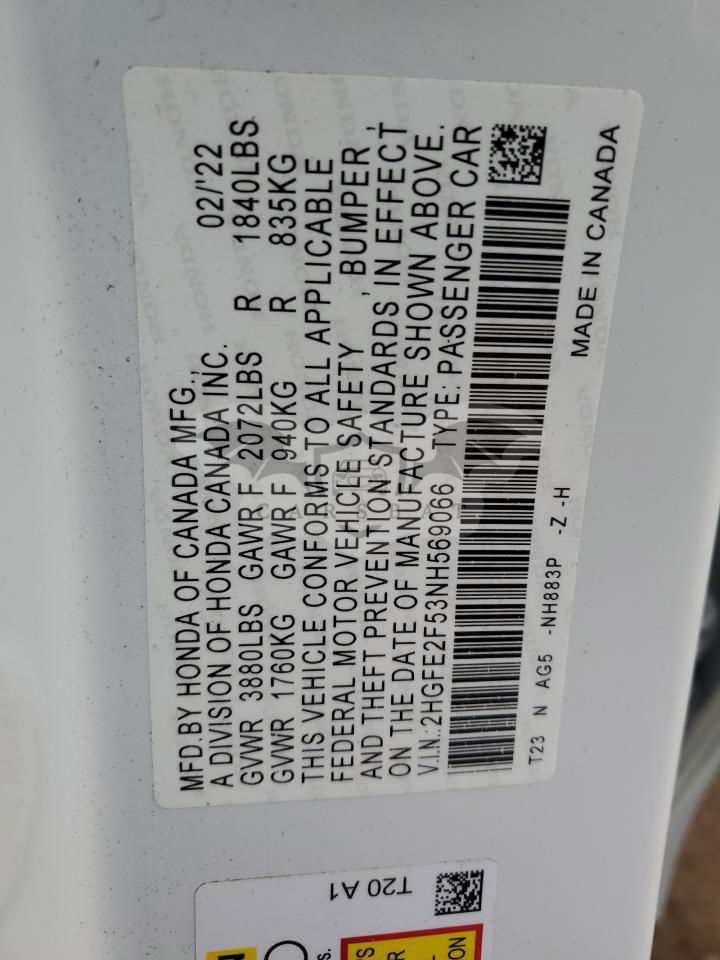 MFD.BY HONDA OF CANADA MFG., 02/'22
A DIVISION OF HONDA CANADA INC.
GVWR 3880LBS GAWR F 2072LBS R 1840LBS
GVWR 1760KG GAWR F 940KG R 835KG
THIS VEHICLE CONFORMS TO ALL APPLICABLE
FEDERAL MOTOR VEHICLE SAFETY , BUMPER ,
AND THEFT PREVENTION STANDARDS IN EFFECT
ON THE DATE OF MANUFACTURE SHOWN ABOVE.
V.I.N.:2HGFE2F53NH569066 TYPE: PASSENGER CAR
T23 N AG5 -NH883P -Z -H
MADE IN CANADA
CARSBAT
T20 A1